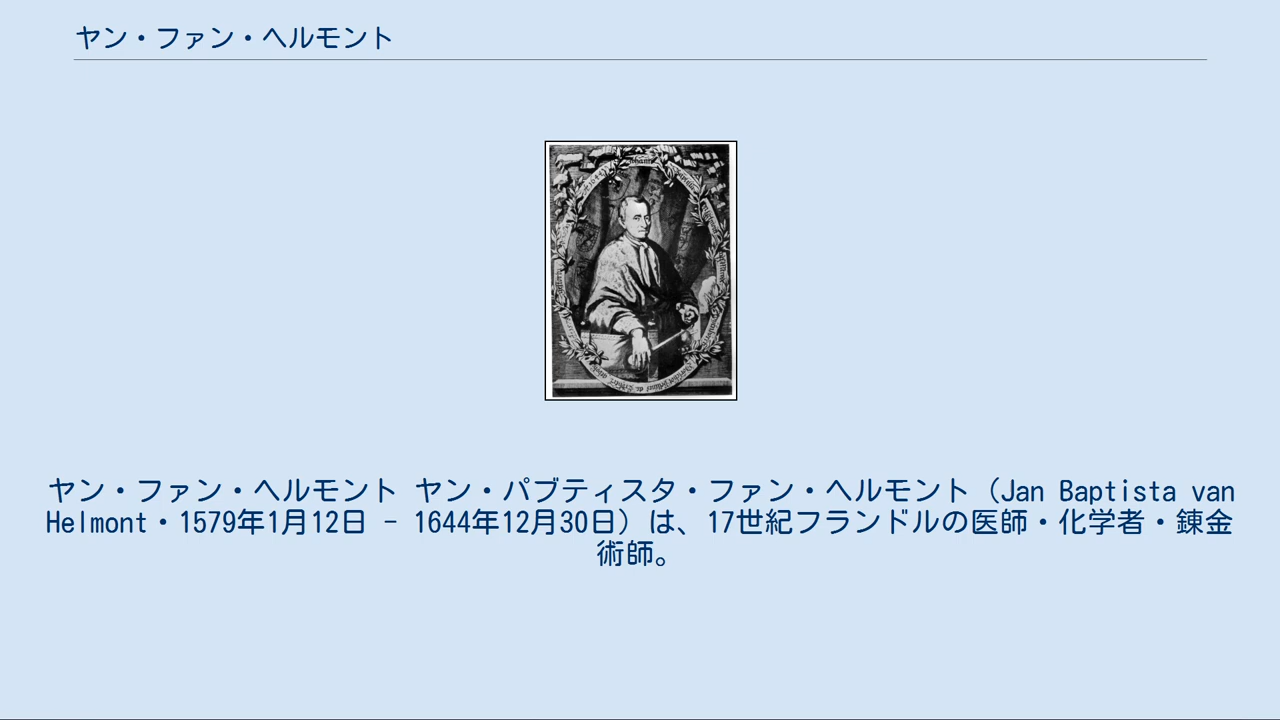 ヤン・ファン・ヘルモント
ヤン・ファン・ヘルモント ヤン・パブティスタ・ファン・ヘルモント（Jan Baptista van
Helmont・1579年1月12日 - 1644年12月30日）は、17世紀フランドルの医師・化学者・錬金
術師。